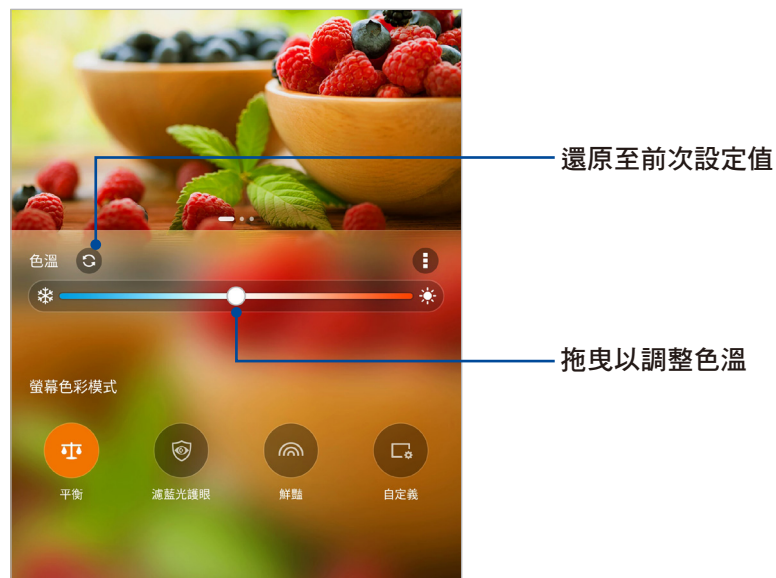 還原至前次設定值
色溫
拖曳以調整色溫
螢幕色彩模式
平衡
濾藍光護眼
鮮豔
自定義